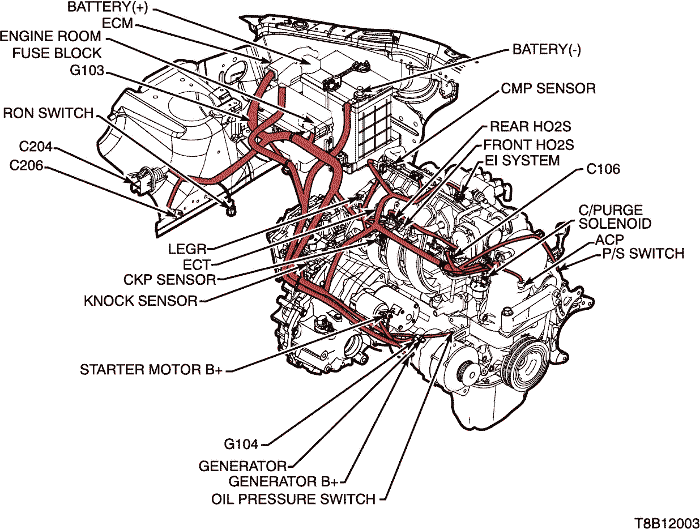 BATTERY(+)
ECM
ENGINE ROOM
FUSE BLOCK
G103
RON SWITCH
C204
C206
BATERY(-)
CMP SENSOR
REAR HO2S
FRONT HO2S
EI SYSTEM
C106
C/PURGE
SOLENOID
ACP
P/S SWITCH
LEGR
ECT
CKP SENSOR
KNOCK SENSOR
STARTER MOTOR B+
G104
GENERATOR
GENERATOR B+
OIL PRESSURE SWITCH
T8B12003